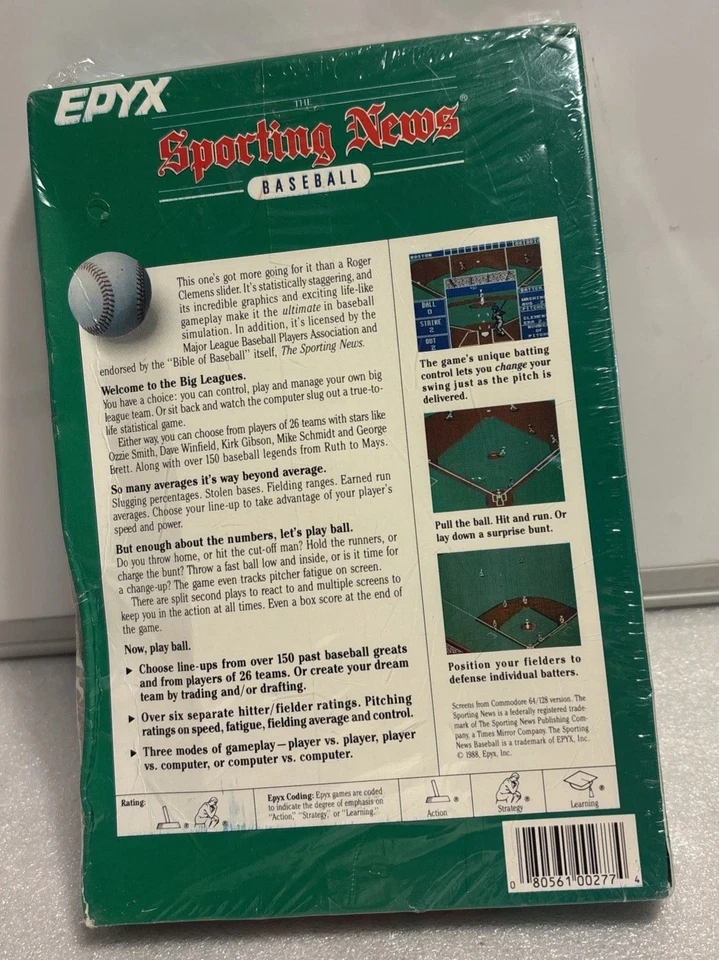 EPYX®
THE
Sporting News®
BASEBALL
This one's got more going for it than a Roger
Clemens slider. It's statistically staggering, and
its incredible graphics and exciting life-like
gameplay make it the ultimate in baseball
simulation. In addition, it's licensed by the
Major League Baseball Players Association and
endorsed by the "Bible of Baseball" itself, The Sporting News.
Welcome to the Big Leagues.
You have a choice: you can control, play and manage your own big
league team. Or sit back and watch the computer slug out a true-to-
life statistical game.
Either way, you can choose from players of 26 teams with stars like
Ozzie Smith, Dave Winfield, Kirk Gibson, Mike Schmidt and George
Brett. Along with over 150 baseball legends from Ruth to Mays.
So many averages it's way beyond average.
Slugging percentages. Stolen bases. Fielding ranges. Earned run
averages. Choose your line-up to take advantage of your player's
speed and power.
But enough about the numbers, let's play ball.
Do you throw home, or hit the cut-off man? Hold the runners, or
charge the bunt? Throw a fast ball low and inside, or is it time for
a change-up? The game even tracks pitcher fatigue on screen.
There are split second plays to react to and multiple screens to
keep you in the action at all times. Even a box score at the end of
the game.
Now, play ball.
▸ Choose line-ups from over 150 past baseball greats
and from players of 26 teams. Or create your dream
team by trading and/or drafting.
▸ Over six separate hitter/fielder ratings. Pitching
ratings on speed, fatigue, fielding average and control.
▸ Three modes of gameplay—player vs. player, player
vs. computer, or computer vs. computer.
BOSTON
BALL
0
STRIKE
2
OUT
2
BATTER
PITCHER
The game's unique batting
control lets you change your
swing just as the pitch is
delivered.
Pull the ball. Hit and run. Or
lay down a surprise bunt.
Position your fielders to
defense individual batters.
Screens from Commodore 64/128 version. The
Sporting News is a federally registered trade-
mark of The Sporting News Publishing Com-
pany, a Times Mirror Company. The Sporting
News Baseball is a trademark of EPYX, Inc.
© 1988, Epyx, Inc.
Rating:
Epyx Coding: Epyx games are coded
to indicate the degree of emphasis on
"Action," "Strategy," or "Learning."
Action
Strategy
Learning
0 80561 00277 4